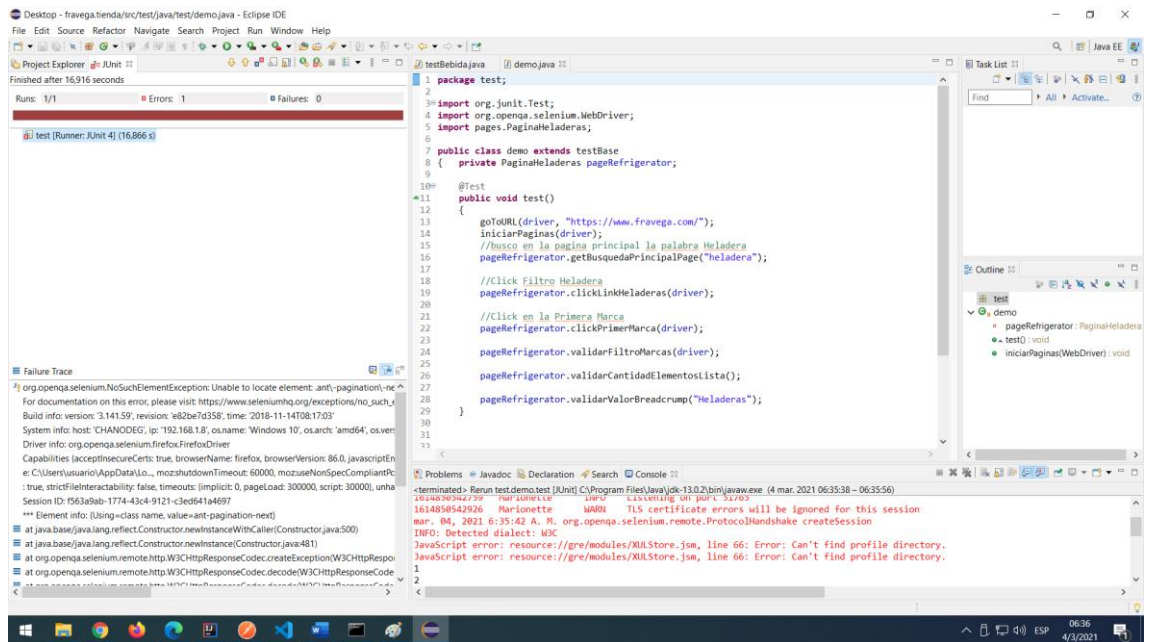 Desktop - fravega.tienda/src/test/java/test/demo.java - Eclipse IDE
File Edit Source Refactor Navigate Search Project Run Window Help
Java EE
Project Explorer JUnit
Finished after 16,916 seconds
Runs: 1/1 Errors: 1 Failures: 0
test [Runner: JUnit 4] (16,866 s)
Failure Trace
org.openqa.selenium.NoSuchElementException: Unable to locate element: .ant\-pagination\-ne
For documentation on this error, please visit: https://www.seleniumhq.org/exceptions/no_such_e
Build info: version: '3.141.59', revision: 'e82be7d358', time: '2018-11-14T08:17:03'
System info: host: 'CHANODEG', ip: '192.168.1.8', os.name: 'Windows 10', os.arch: 'amd64', os.vers
Driver info: org.openqa.selenium.firefox.FirefoxDriver
Capabilities {acceptInsecureCerts: true, browserName: firefox, browserVersion: 86.0, javascriptEn
e: C:\Users\usuario\AppData\Lo..., moz:shutdownTimeout: 60000, moz:useNonSpecCompliantPo
: true, strictFileInteractability: false, timeouts: {implicit: 0, pageLoad: 300000, script: 30000}, unha
Session ID: f563a9ab-1774-43c4-9121-c3ed641a4697
*** Element info: {Using=class name, value=ant-pagination-next}
at java.base/java.lang.reflect.Constructor.newInstanceWithCaller(Constructor.java:500)
at java.base/java.lang.reflect.Constructor.newInstance(Constructor.java:481)
at org.openqa.selenium.remote.http.W3CHttpResponseCodec.createException(W3CHttpRespo
at org.openqa.selenium.remote.http.W3CHttpResponseCodec.decode(W3CHttpResponseCode
testBebida.java demo.java
1 package test;
2
3 import org.junit.Test;
4 import org.openqa.selenium.WebDriver;
5 import pages.PaginaHeladeras;
6
7 public class demo extends testBase
8 { private PaginaHeladeras pageRefrigerator;
9
10 @Test
11 public void test()
12 {
13 goToURL(driver, "https://www.fravega.com/");
14 iniciarPaginas(driver);
15 //busco en la pagina principal la palabra Heladera
16 pageRefrigerator.getBusquedaPrincipalPage("heladera");
17
18 //Click Filtro Heladera
19 pageRefrigerator.clickLinkHeladeras(driver);
20
21 //Click en la Primera Marca
22 pageRefrigerator.clickPrimerMarca(driver);
23
24 pageRefrigerator.validarFiltroMarcas(driver);
25
26 pageRefrigerator.validarCantidadElementosLista();
27
28 pageRefrigerator.validarValorBreadcrump("Heladeras");
29 }
30
31
32
Problems Javadoc Declaration Search Console
<terminated> Rerun test.demo.test [JUnit] C:\Program Files\Java\jdk-13.0.2\bin\javaw.exe (4 mar. 2021 06:35:38 – 06:35:56)
1614850542759 Marionette INFO Listening on port 51765
1614850542926 Marionette WARN TLS certificate errors will be ignored for this session
mar. 04, 2021 6:35:42 A. M. org.openqa.selenium.remote.ProtocolHandshake createSession
INFO: Detected dialect: W3C
JavaScript error: resource://gre/modules/XULStore.jsm, line 66: Error: Can't find profile directory.
JavaScript error: resource://gre/modules/XULStore.jsm, line 66: Error: Can't find profile directory.
1
2
Task List
Find All Activate...
Outline
test
demo
pageRefrigerator : PaginaHeladera
test() : void
iniciarPaginas(WebDriver) : void
ESP
06:36
4/3/2021